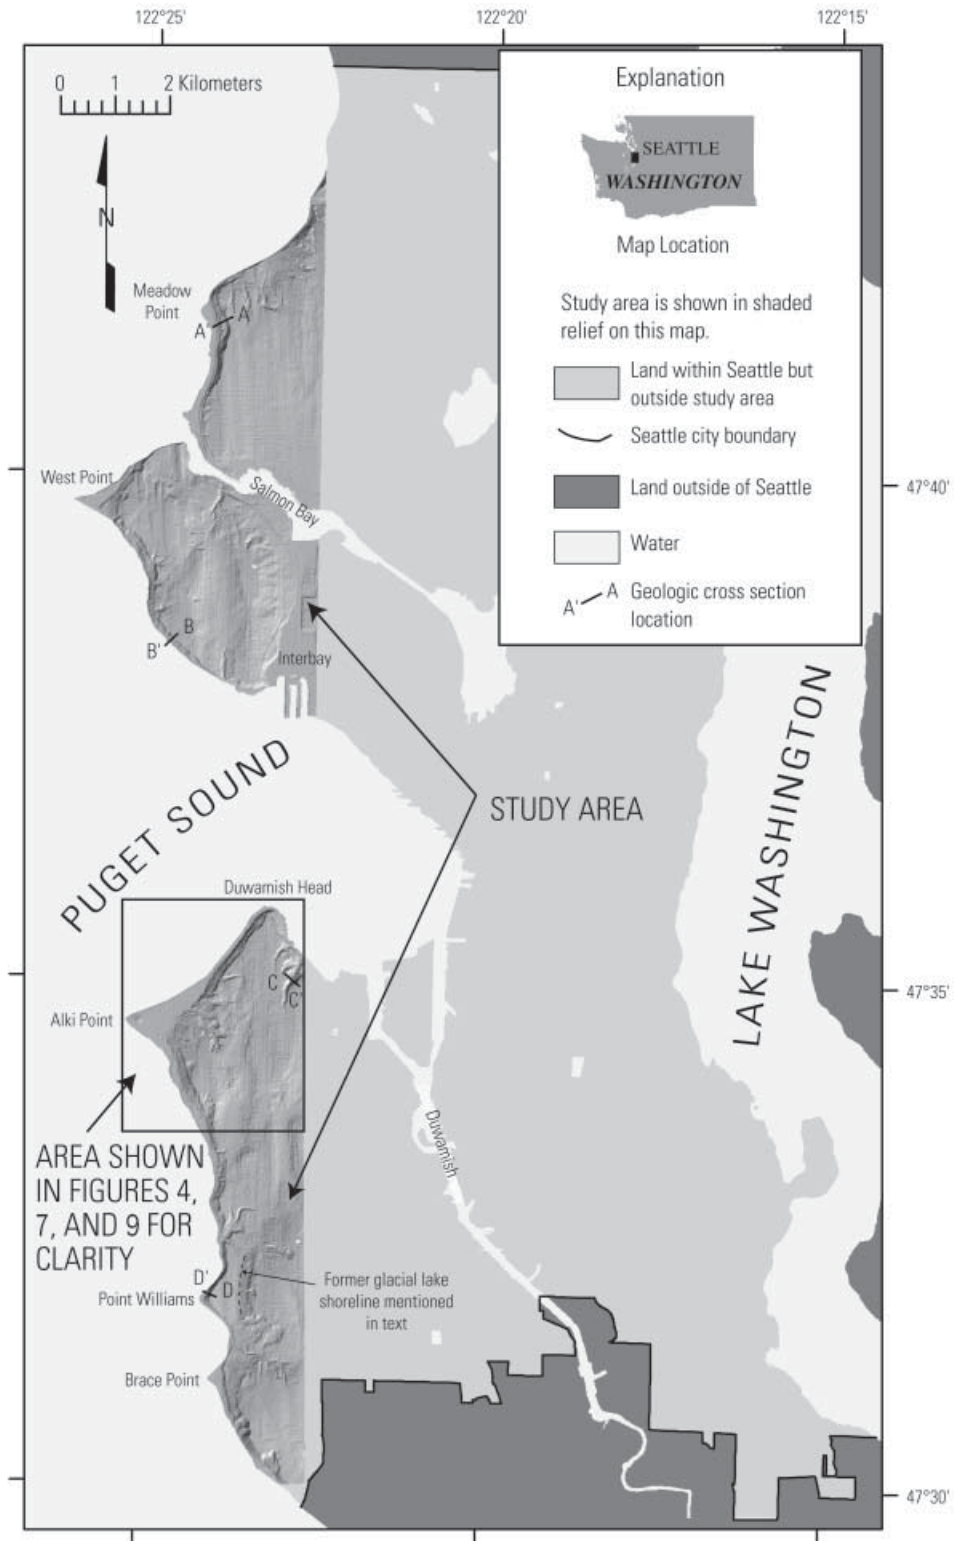 122°25'
122°20'
122°15'
0 1 2 Kilometers
N
Explanation
SEATTLE
WASHINGTON
Map Location
Study area is shown in shaded
relief on this map.
Land within Seattle but
outside study area
Seattle city boundary
Land outside of Seattle
Water
A' A Geologic cross section
location
Meadow
Point
A' A
West Point
Salmon Bay
47°40'
B
B'
Interbay
PUGET SOUND
STUDY AREA
LAKE WASHINGTON
Duwamish Head
C
C'
Alki Point
47°35'
AREA SHOWN
IN FIGURES 4,
7, AND 9 FOR
CLARITY
Duwamish
D' D
Point Williams
Former glacial lake
shoreline mentioned
in text
Brace Point
47°30'